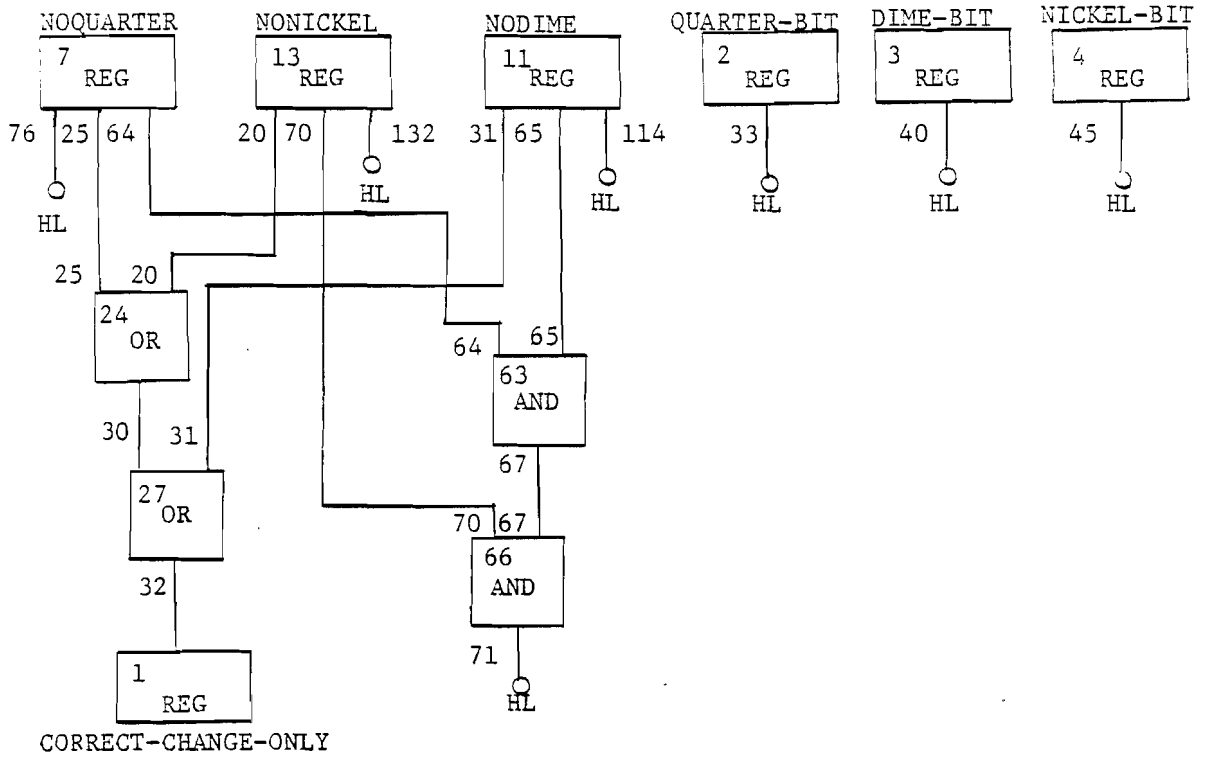 NOQUARTER NONICKEL NODIME QUARTER-BIT DIME-BIT NICKEL-BIT
7 13 11 2 3 4
REG REG REG REG REG REG
76 25 64 20 70 132 31 65 114 33 40 45
HL HL HL HL HL HL
25 20
24
OR
64 65
63
AND
30 31
67
27
OR
70 67
66
AND
32
71
1
REG
HL
CORRECT-CHANGE-ONLY